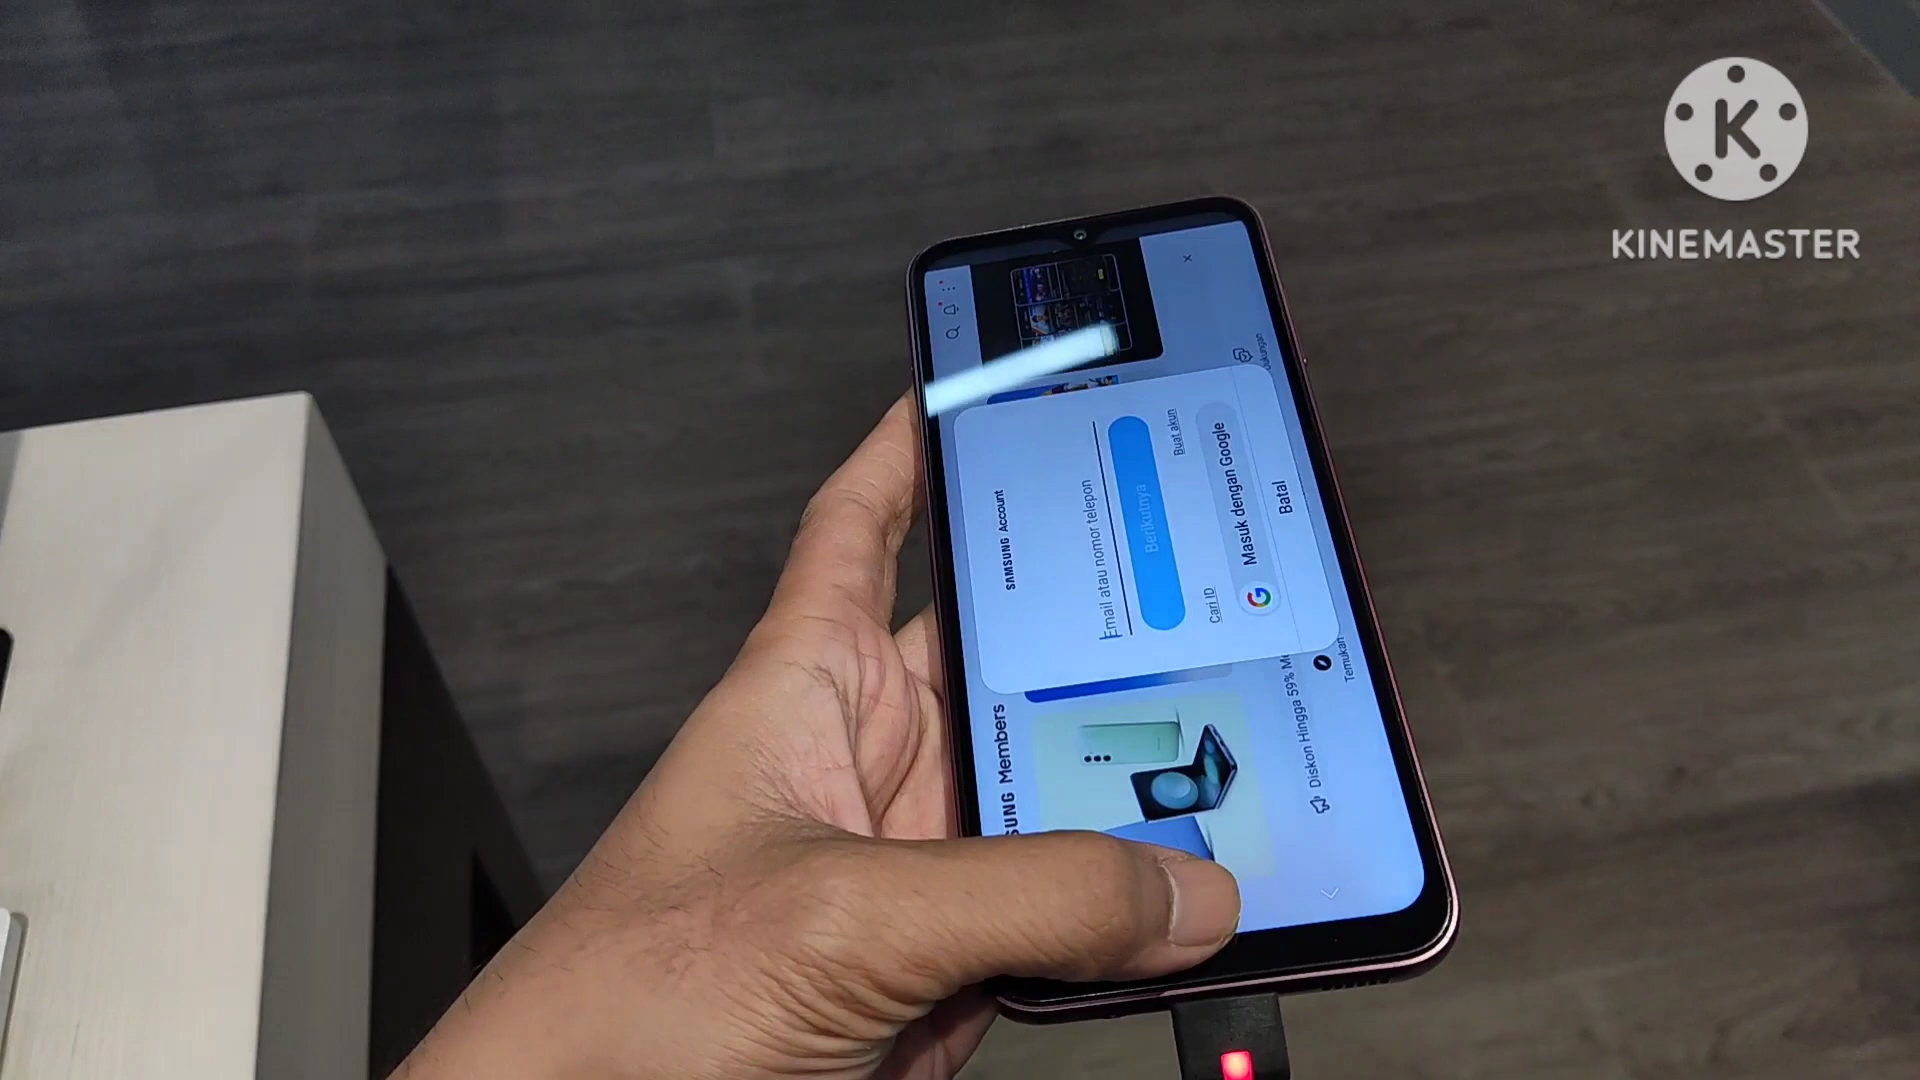 K
KINEMASTER
SUNG Members
SAMSUNG Account
Email atau nomor telepon
Berikutnya
Cari ID
Buat akun
G Masuk dengan Google
Batal
Diskon Hingga 59%
Temukan